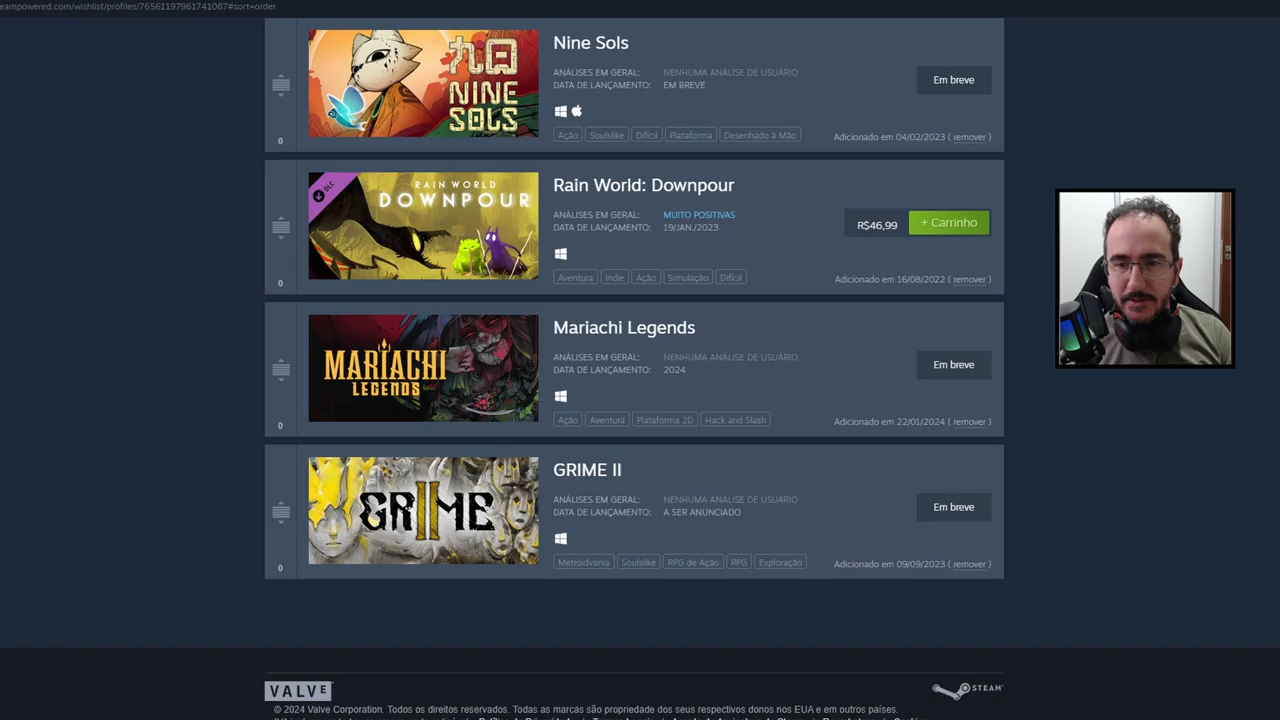 eampowered.com/wishlist/profiles/76561197961741087#sort=order
九日
NINE
SOLS
Nine Sols
ANÁLISES EM GERAL: NENHUMA ANÁLISE DE USUÁRIO
DATA DE LANÇAMENTO: EM BREVE
Em breve
Ação Soulslike Difícil Plataforma Desenhado à Mão
Adicionado em 04/02/2023 ( remover )
0
DLC
RAIN WORLD
DOWNPOUR
Rain World: Downpour
ANÁLISES EM GERAL: MUITO POSITIVAS
DATA DE LANÇAMENTO: 19/JAN./2023
R$46,99 + Carrinho
Aventura Indie Ação Simulação Difícil
Adicionado em 16/08/2022 ( remover )
0
MARIACHI
LEGENDS
Mariachi Legends
ANÁLISES EM GERAL: NENHUMA ANÁLISE DE USUÁRIO
DATA DE LANÇAMENTO: 2024
Em breve
Ação Aventura Plataforma 2D Hack and Slash
Adicionado em 22/01/2024 ( remover )
0
GRIIME
GRIME II
ANÁLISES EM GERAL: NENHUMA ANÁLISE DE USUÁRIO
DATA DE LANÇAMENTO: A SER ANUNCIADO
Em breve
Metroidvania Soulslike RPG de Ação RPG Exploração
Adicionado em 09/09/2023 ( remover )
0
VALVE
STEAM
© 2024 Valve Corporation. Todos os direitos reservados. Todas as marcas são propriedade dos seus respectivos donos nos EUA e em outros países.